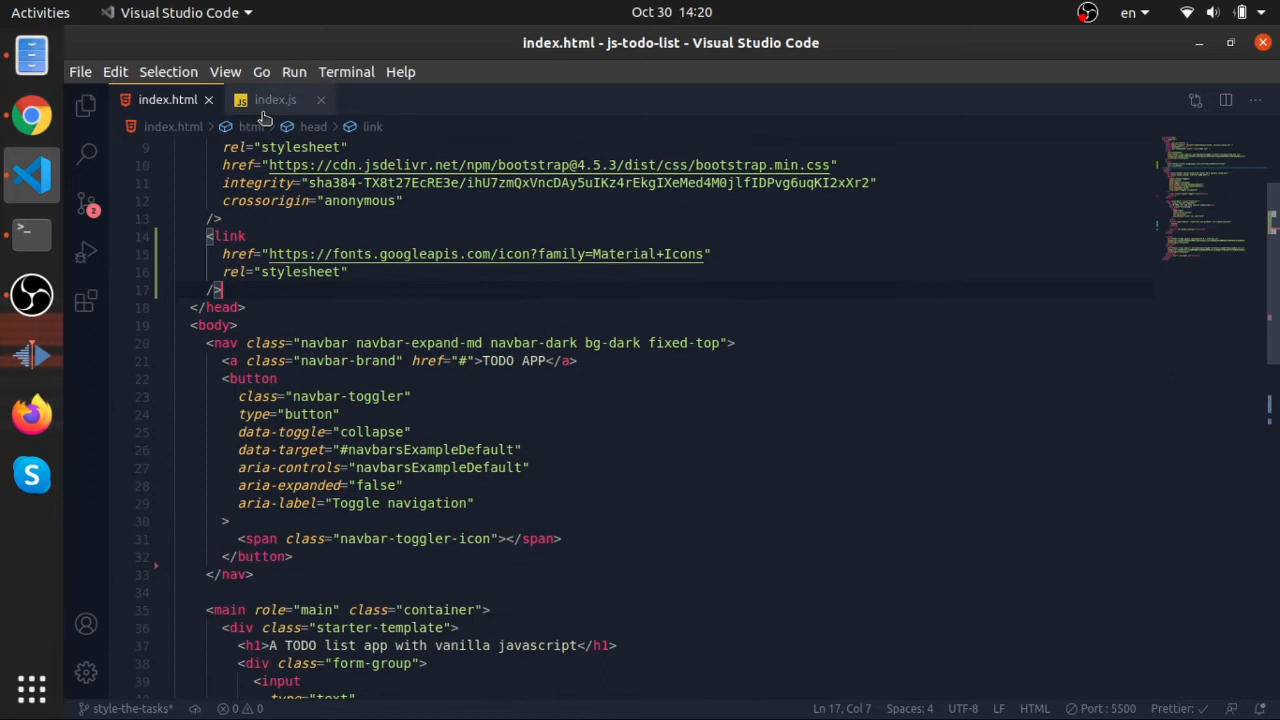 Activities
Visual Studio Code
Oct 30 14:20
en
index.html - js-todo-list - Visual Studio Code
File Edit Selection View Go Run Terminal Help
index.html
JS index.js
index.html > html > head > link
9 rel="stylesheet"
10 href="https://cdn.jsdelivr.net/npm/bootstrap@4.5.3/dist/css/bootstrap.min.css"
11 integrity="sha384-TX8t27EcRE3e/ihU7zmQxVncDAy5uIKz4rEkgIXeMed4M0jlfIDPvg6uqKI2xXr2"
12 crossorigin="anonymous"
13 />
14 <link
15 href="https://fonts.googleapis.com/icon?family=Material+Icons"
16 rel="stylesheet"
17 />
18 </head>
19 <body>
20 <nav class="navbar navbar-expand-md navbar-dark bg-dark fixed-top">
21 <a class="navbar-brand" href="#">TODO APP</a>
22 <button
23 class="navbar-toggler"
24 type="button"
25 data-toggle="collapse"
26 data-target="#navbarsExampleDefault"
27 aria-controls="navbarsExampleDefault"
28 aria-expanded="false"
29 aria-label="Toggle navigation"
30 >
31 <span class="navbar-toggler-icon"></span>
32 </button>
33 </nav>
34
35 <main role="main" class="container">
36 <div class="starter-template">
37 <h1>A TODO list app with vanilla javascript</h1>
38 <div class="form-group">
39 <input
40 type="text"
2
style-the-tasks*
0 0
Ln 17, Col 7
Spaces: 4
UTF-8
LF
HTML
Port : 5500
Prettier: ✓